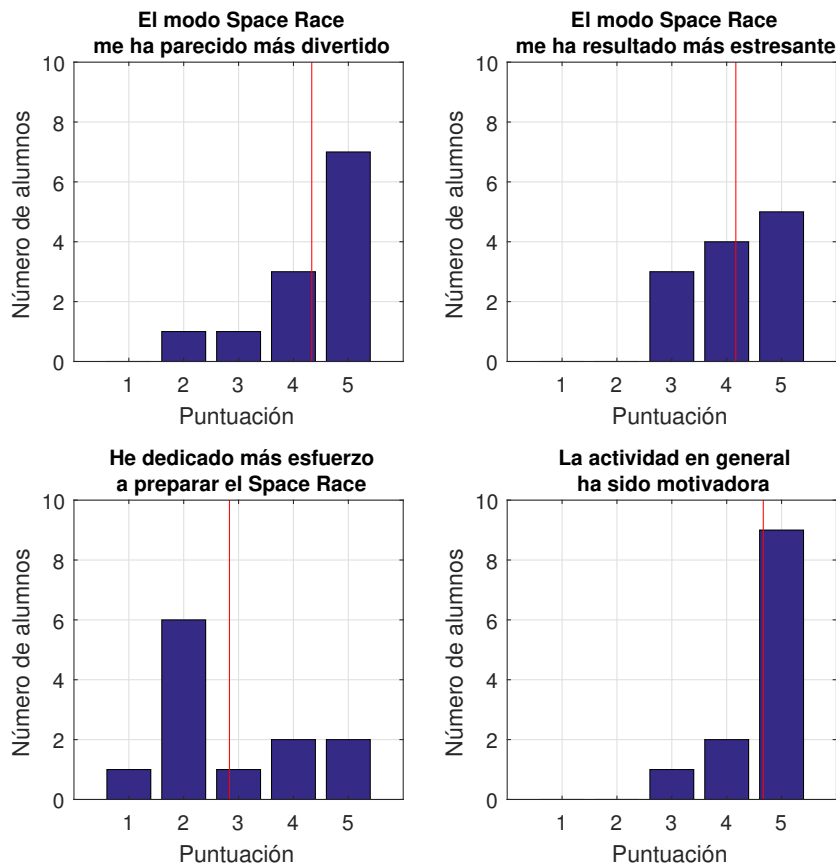 El modo Space Race
me ha parecido más divertido
10
8
6
4
2
0
Número de alumnos
1 2 3 4 5
Puntuación
El modo Space Race
me ha resultado más estresante
10
8
6
4
2
0
Número de alumnos
1 2 3 4 5
Puntuación
He dedicado más esfuerzo
a preparar el Space Race
10
8
6
4
2
0
Número de alumnos
1 2 3 4 5
Puntuación
La actividad en general
ha sido motivadora
10
8
6
4
2
0
Número de alumnos
1 2 3 4 5
Puntuación